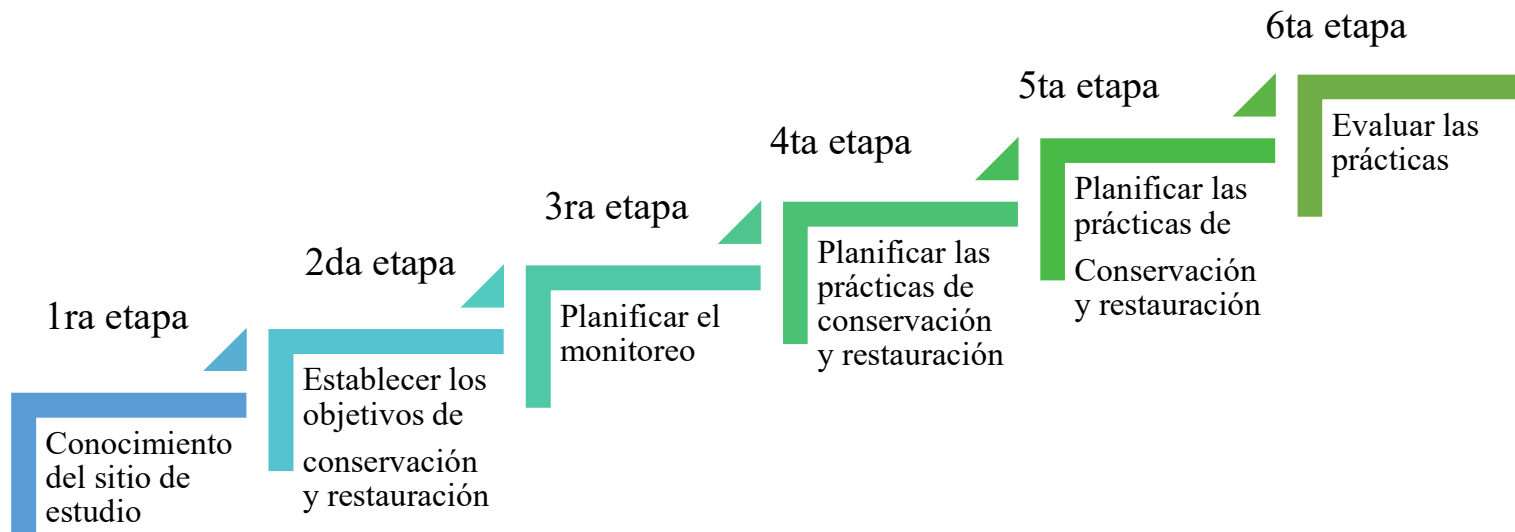 1ra etapa
Conocimiento
del sitio de
estudio
2da etapa
Establecer los
objetivos de
conservación
y restauración
3ra etapa
Planificar el
monitoreo
4ta etapa
Planificar las
prácticas de
conservación
y restauración
5ta etapa
Planificar las
prácticas de
Conservación
y restauración
6ta etapa
Evaluar las
prácticas